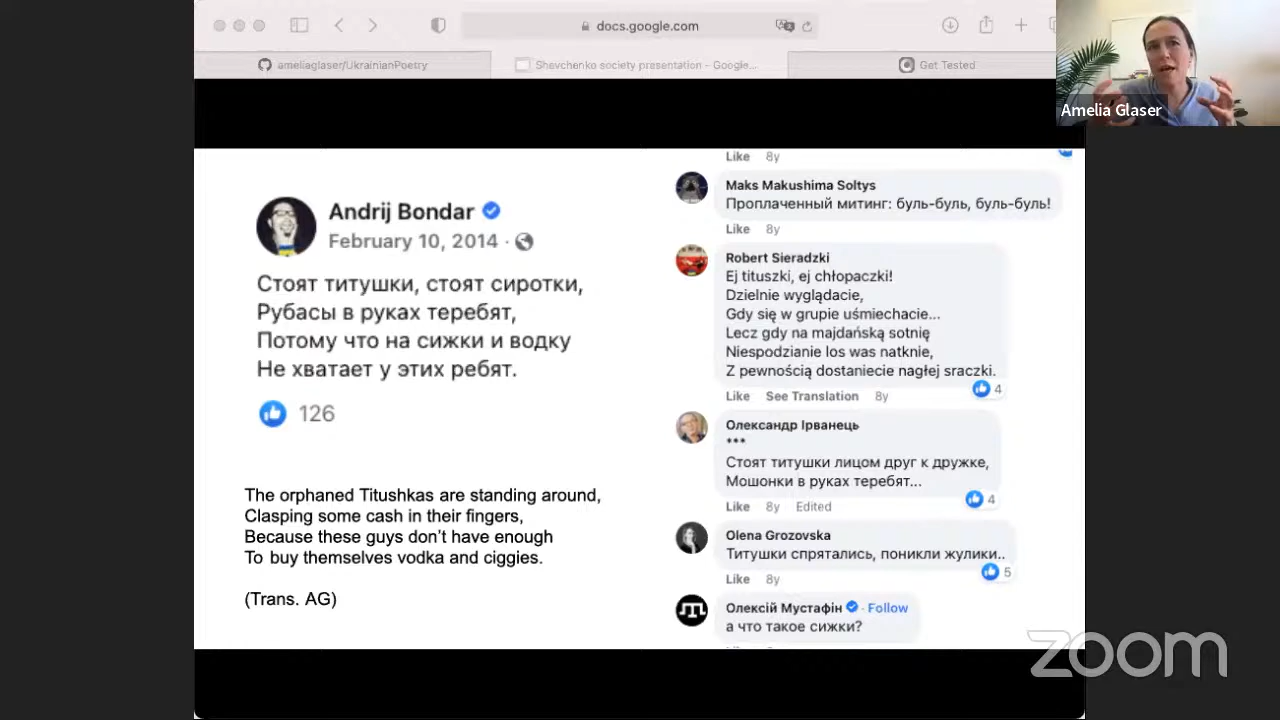 docs.google.com
ameliaglaser/UkrainianPoetry
Shevchenko society presentation - Google...
Get Tested
Amelia Glaser
Andrij Bondar
February 10, 2014 ·
Стоят титушки, стоят сиротки,
Рубасы в руках теребят,
Потому что на сижки и водку
Не хватает у этих ребят.
126
The orphaned Titushkas are standing around,
Clasping some cash in their fingers,
Because these guys don't have enough
To buy themselves vodka and ciggies.
(Trans. AG)
Like 8y
Maks Makushima Soltys
Проплаченный митинг: буль-буль, буль-буль!
Like 8y
Robert Sieradzki
Ej tituszki, ej chłopaczki!
Dzielnie wyglądacie,
Gdy się w grupie uśmiechacie...
Lecz gdy na majdańską sotnię
Niespodzianie los was natknie,
Z pewnością dostaniecie nagłej sraczki.
4
Like See Translation 8y
Олександр Ірванець
***
Стоят титушки лицом друг к дружке,
Мошонки в руках теребят...
4
Like 8y Edited
Olena Grozovska
Титушки спрятались, поникли жулики..
5
Like 8y
Олексій Мустафін · Follow
а что такое сижки?
zoom